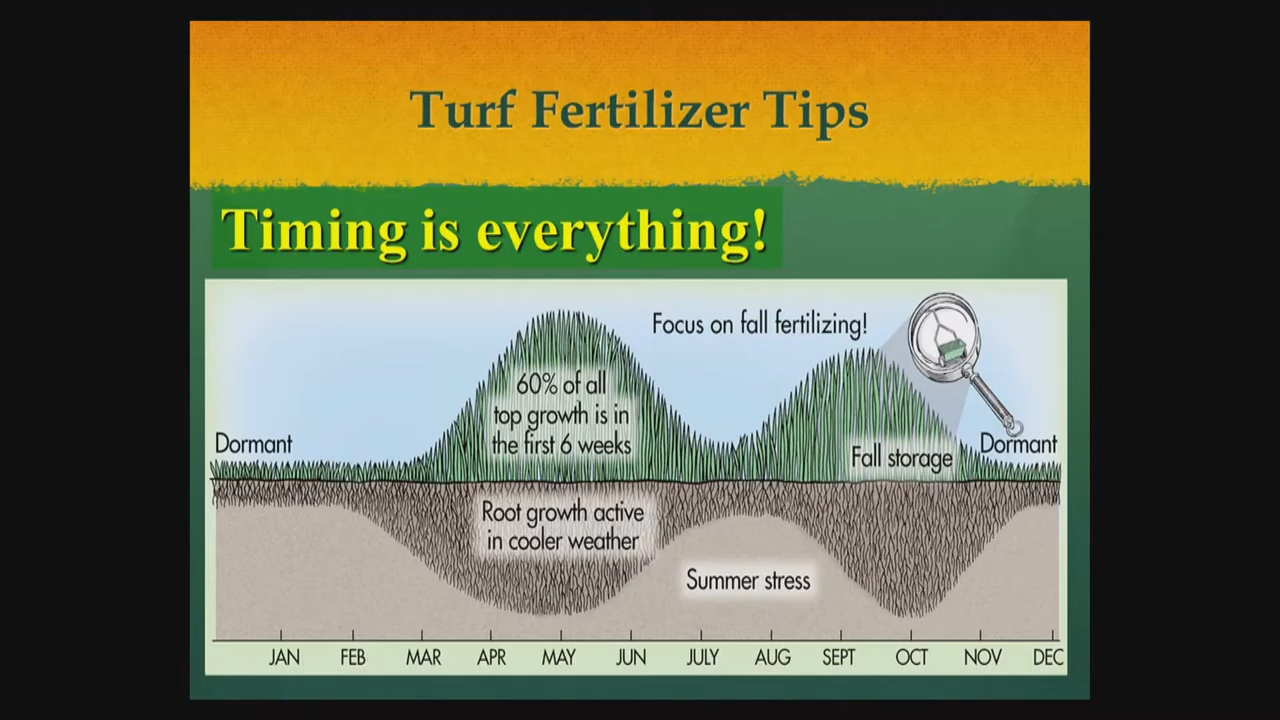 Turf Fertilizer Tips
Timing is everything!
Focus on fall fertilizing!
60% of all
top growth is in
the first 6 weeks
Dormant
Fall storage
Dormant
Root growth active
in cooler weather
Summer stress
JAN FEB MAR APR MAY JUN JULY AUG SEPT OCT NOV DEC